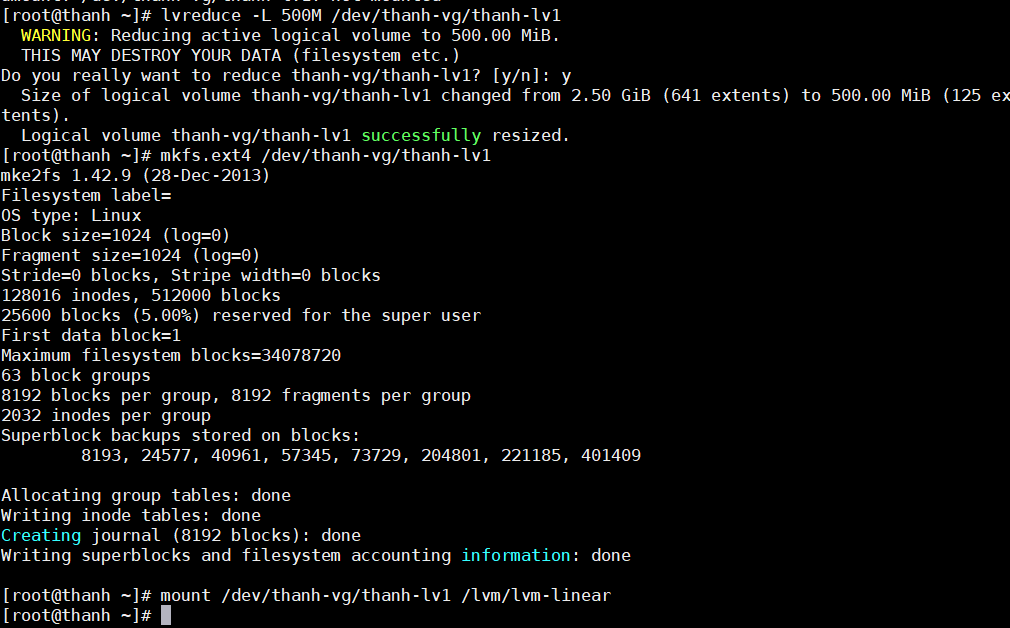 [root@thanh ~]# lvreduce -L 500M /dev/thanh-vg/thanh-lv1
  WARNING: Reducing active logical volume to 500.00 MiB.
  THIS MAY DESTROY YOUR DATA (filesystem etc.)
Do you really want to reduce thanh-vg/thanh-lv1? [y/n]: y
  Size of logical volume thanh-vg/thanh-lv1 changed from 2.50 GiB (641 extents) to 500.00 MiB (125 ex
tents).
  Logical volume thanh-vg/thanh-lv1 successfully resized.
[root@thanh ~]# mkfs.ext4 /dev/thanh-vg/thanh-lv1
mke2fs 1.42.9 (28-Dec-2013)
Filesystem label=
OS type: Linux
Block size=1024 (log=0)
Fragment size=1024 (log=0)
Stride=0 blocks, Stripe width=0 blocks
128016 inodes, 512000 blocks
25600 blocks (5.00%) reserved for the super user
First data block=1
Maximum filesystem blocks=34078720
63 block groups
8192 blocks per group, 8192 fragments per group
2032 inodes per group
Superblock backups stored on blocks:
        8193, 24577, 40961, 57345, 73729, 204801, 221185, 401409

Allocating group tables: done
Writing inode tables: done
Creating journal (8192 blocks): done
Writing superblocks and filesystem accounting information: done

[root@thanh ~]# mount /dev/thanh-vg/thanh-lv1 /lvm/lvm-linear
[root@thanh ~]#